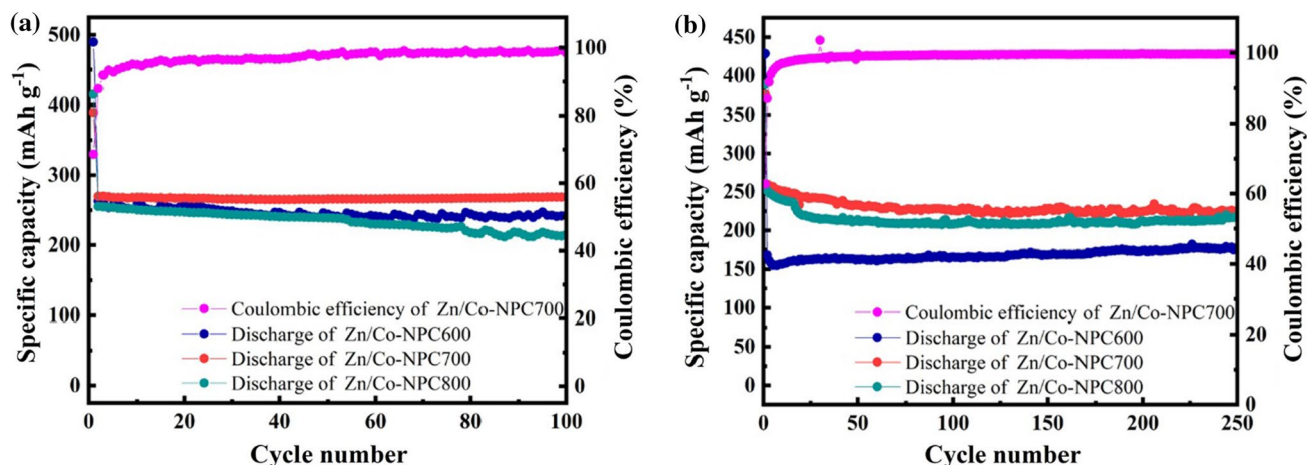 (a)
500
450
400
350
300
250
200
150
100
50
0
Specific capacity (mAh g-1)
100
80
60
40
20
0
Coulombic efficiency (%)
Coulombic efficiency of Zn/Co-NPC700
Discharge of Zn/Co-NPC600
Discharge of Zn/Co-NPC700
Discharge of Zn/Co-NPC800
0 20 40 60 80 100
Cycle number
(b)
450
400
350
300
250
200
150
100
50
0
Specific capacity (mAh g-1)
100
80
60
40
20
0
Coulombic efficiency (%)
Coulombic efficiency of Zn/Co-NPC700
Discharge of Zn/Co-NPC600
Discharge of Zn/Co-NPC700
Discharge of Zn/Co-NPC800
0 50 100 150 200 250
Cycle number